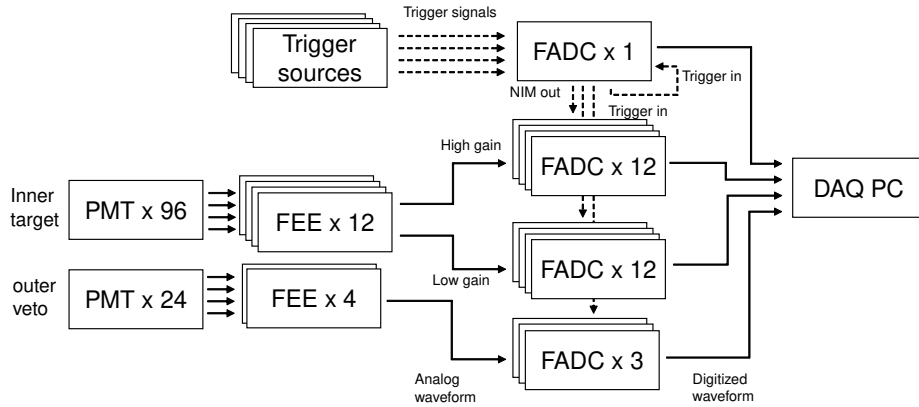 Trigger signals
Trigger
sources
FADC x 1
Trigger in
NIM out
Trigger in
High gain
FADC x 12
Inner
target
PMT x 96
FEE x 12
DAQ PC
Low gain
FADC x 12
outer
veto
PMT x 24
FEE x 4
FADC x 3
Analog
waveform
Digitized
waveform